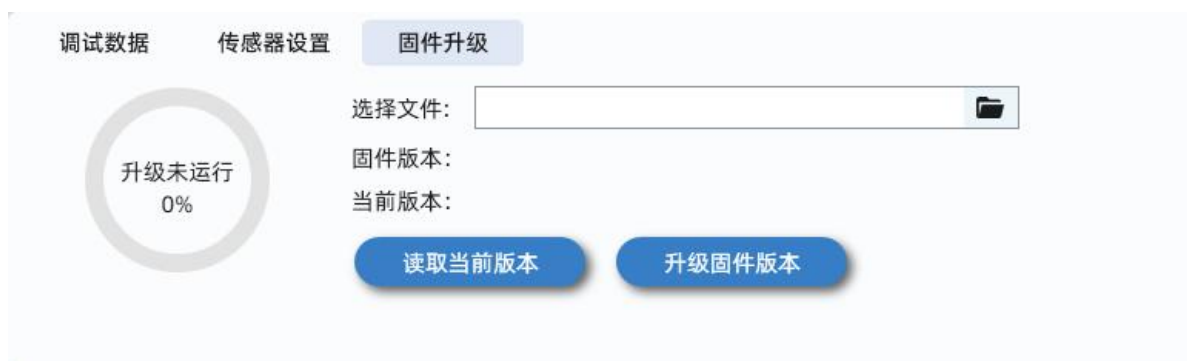 调试数据 传感器设置 固件升级
选择文件:
固件版本:
升级未运行
0%
当前版本:
读取当前版本 升级固件版本